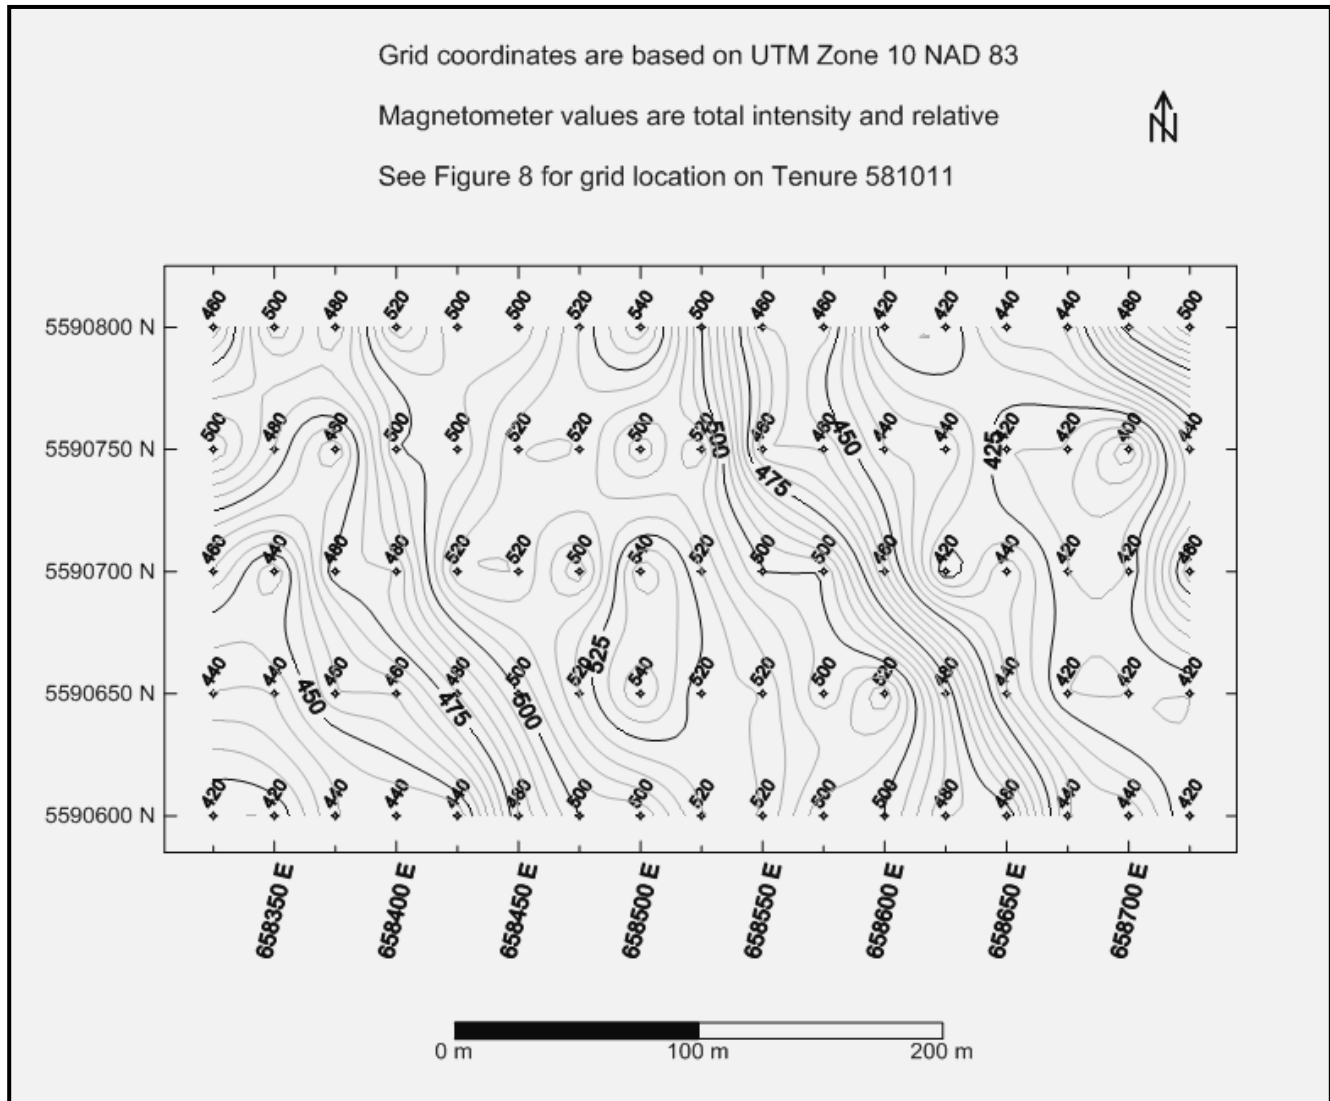 Grid coordinates are based on UTM Zone 10 NAD 83
Magnetometer values are total intensity and relative
N
See Figure 8 for grid location on Tenure 581011
460 500 480 520 500 500 520 540 500 460 460 420 420 440 440 480 500
5590800 N
500 480 460 500 500 520 520 500 520 460 460 440 440 420 420 400 440
500 450 425
5590750 N
475
460 440 480 480 520 520 500 540 520 500 500 460 420 440 420 420 480
5590700 N
525
440 440 460 460 480 500 520 540 520 520 500 520 480 440 420 420 420
5590650 N
450 475 500
420 420 440 440 440 480 500 500 520 520 500 500 480 460 440 440 420
5590600 N
658350 E
658400 E
658450 E
658500 E
658550 E
658600 E
658650 E
658700 E
0 m 100 m 200 m